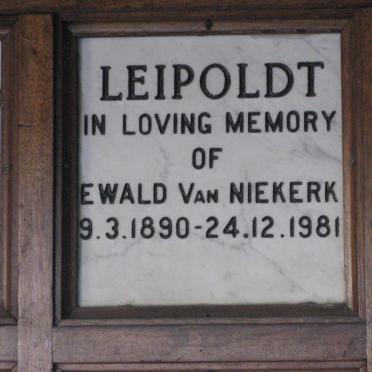 LEIPOLDT
IN LOVING MEMORY
OF
EWALD VAN NIEKERK
9.3.1890-24.12.1981